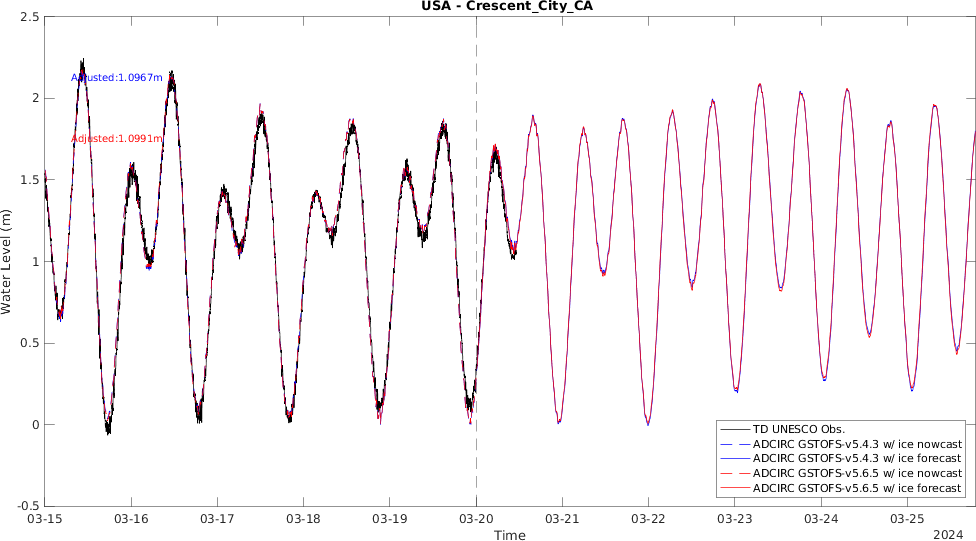 USA - Crescent_City_CA
2.5
2
1.5
1
0.5
0
-0.5
Water Level (m)
Adjusted:1.0967m
Adjusted:1.0991m
TD UNESCO Obs.
ADCIRC GSTOFS-v5.4.3 w/ ice nowcast
ADCIRC GSTOFS-v5.4.3 w/ ice forecast
ADCIRC GSTOFS-v5.6.5 w/ ice nowcast
ADCIRC GSTOFS-v5.6.5 w/ ice forecast
03-15 03-16 03-17 03-18 03-19 03-20 03-21 03-22 03-23 03-24 03-25
Time
2024